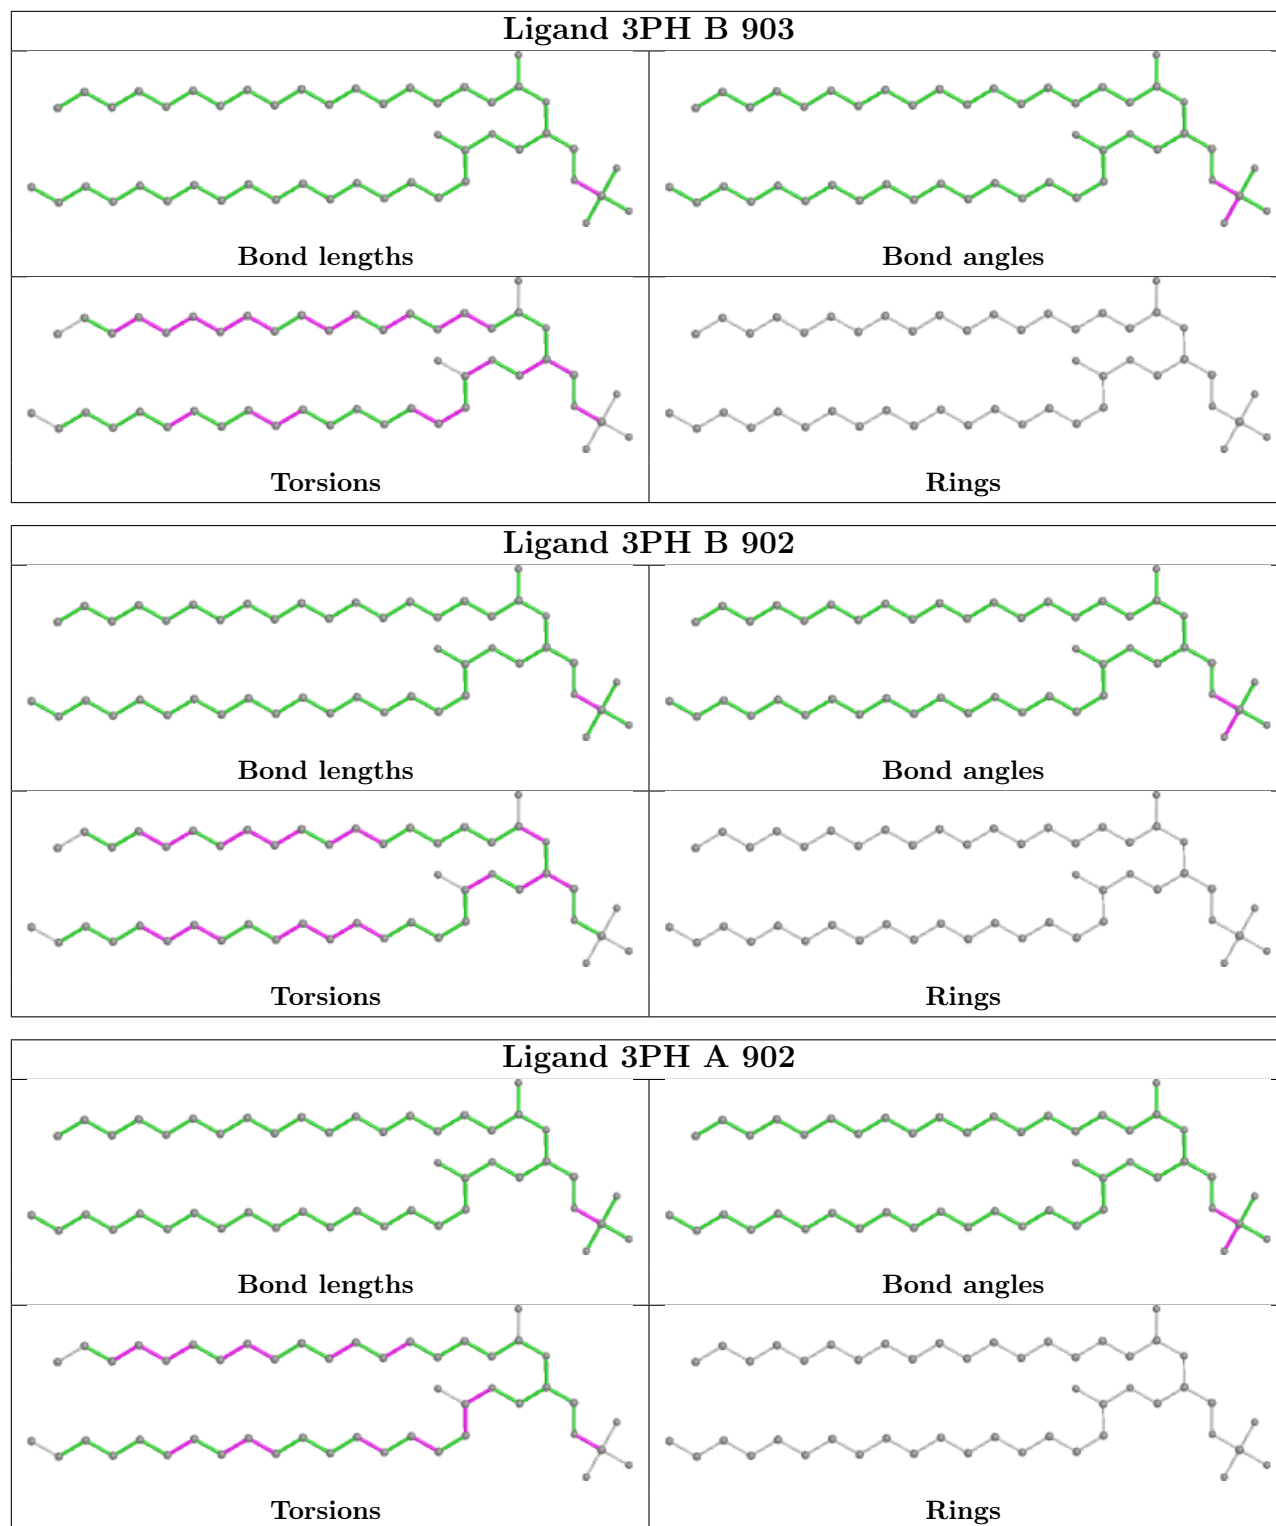 Ligand 3PH B 903
Bond lengths
Bond angles
Torsions
Rings
Ligand 3PH B 902
Bond lengths
Bond angles
Torsions
Rings
Ligand 3PH A 902
Bond lengths
Bond angles
Torsions
Rings